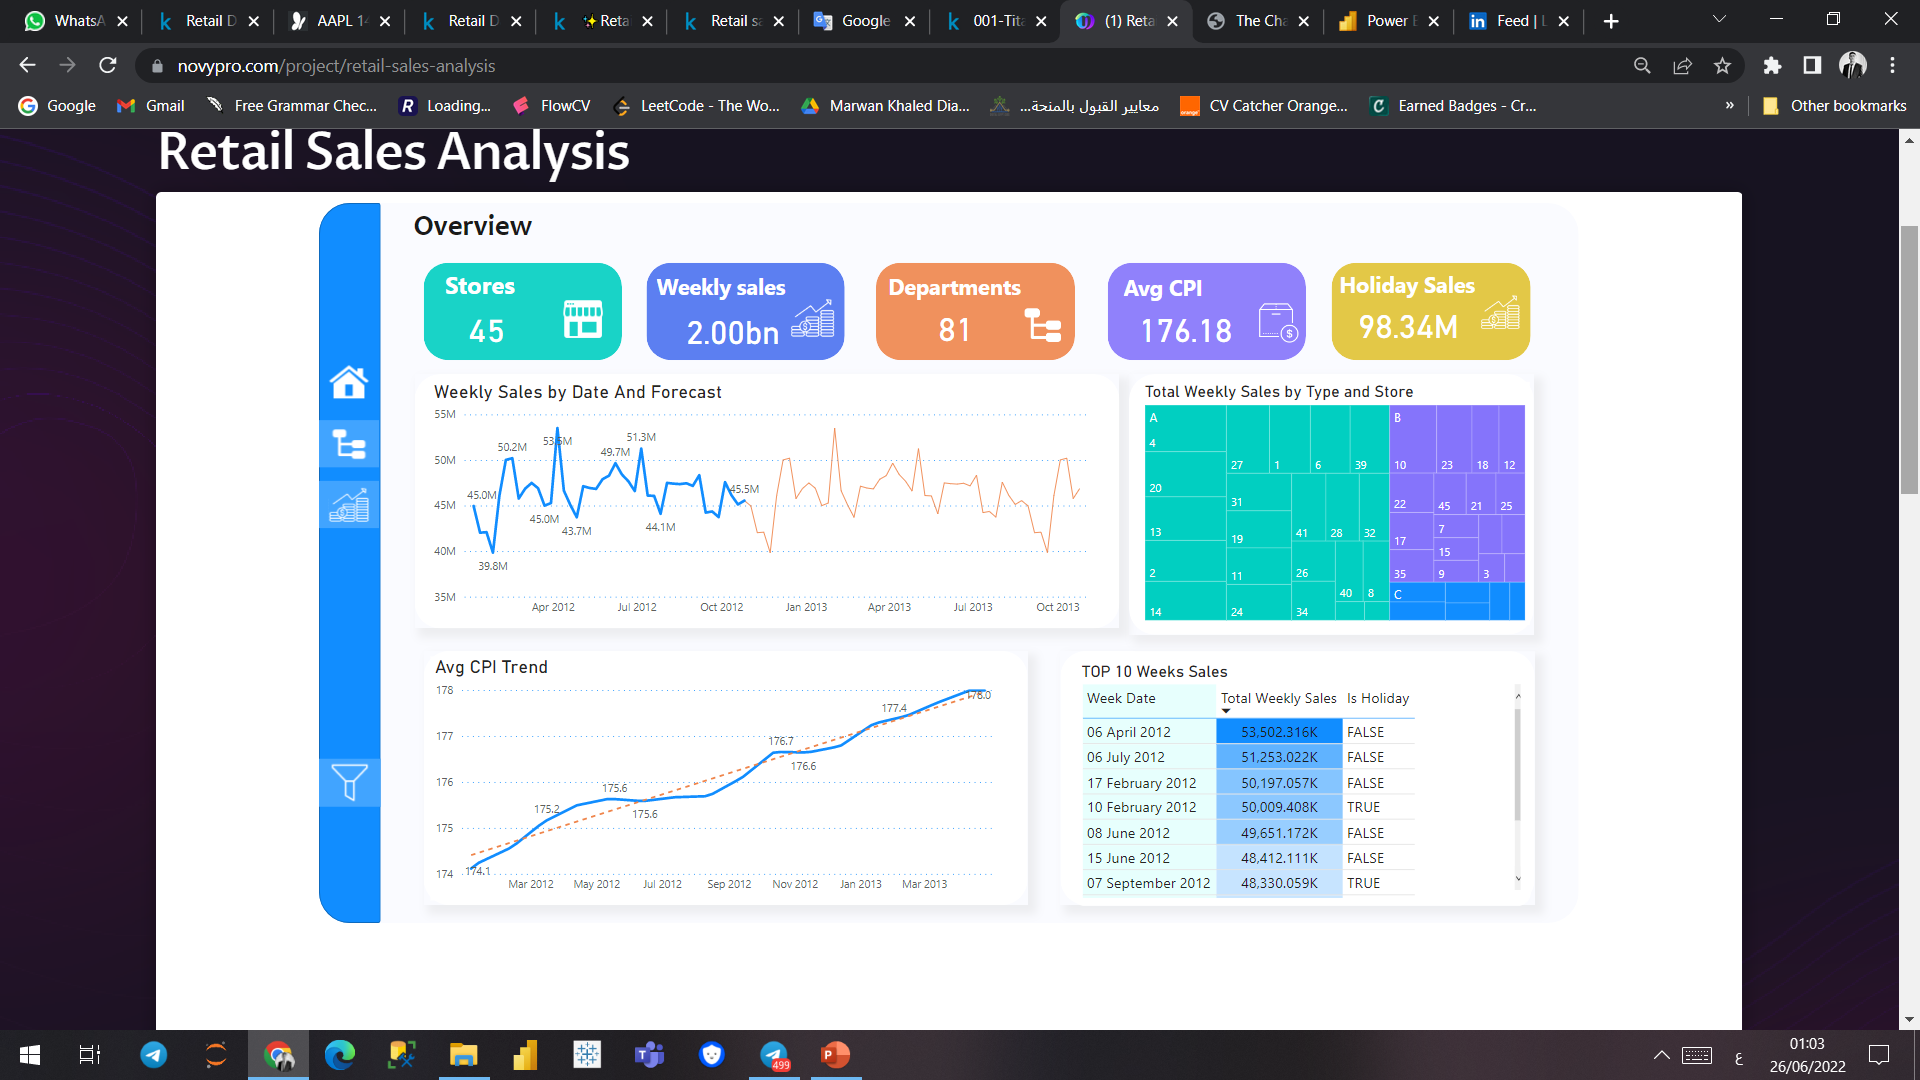 WhatsA
Retail D
AAPL 1
Retail D
Reta
Retail sa
Google
001-Tita
(1) Reta
The Cha
Power B
Feed | L
novypro.com/project/retail-sales-analysis
Google
Gmail
Free Grammar Chec...
Loading...
FlowCV
LeetCode - The Wo...
Marwan Khaled Dia...
معايير القبول بالمنحة...
CV Catcher Orange...
Earned Badges - Cr...
»
Other bookmarks
Retail Sales Analysis
Overview
Stores
45
Weekly sales
2.00bn
Departments
81
Avg CPI
176.18
Holiday Sales
98.34M
Weekly Sales by Date And Forecast
55M
50M
45M
40M
35M
45.0M
39.8M
50.2M
45.0M
53.5M
43.7M
49.7M
51.3M
44.1M
45.5M
Apr 2012
Jul 2012
Oct 2012
Jan 2013
Apr 2013
Jul 2013
Oct 2013
Total Weekly Sales by Type and Store
A
4
20
13
2
14
27
1
6
39
31
19
11
24
41
28
32
26
34
40
8
B
10
23
18
12
22
45
21
25
17
7
15
35
9
3
C
Avg CPI Trend
178
177
176
175
174
174.1
175.2
175.6
175.6
176.7
176.6
177.4
178.0
Mar 2012
May 2012
Jul 2012
Sep 2012
Nov 2012
Jan 2013
Mar 2013
TOP 10 Weeks Sales
Week Date Total Weekly Sales Is Holiday
06 April 2012 53,502.316K FALSE
06 July 2012 51,253.022K FALSE
17 February 2012 50,197.057K FALSE
10 February 2012 50,009.408K TRUE
08 June 2012 49,651.172K FALSE
15 June 2012 48,412.111K FALSE
07 September 2012 48,330.059K TRUE
499
ع
01:03
26/06/2022